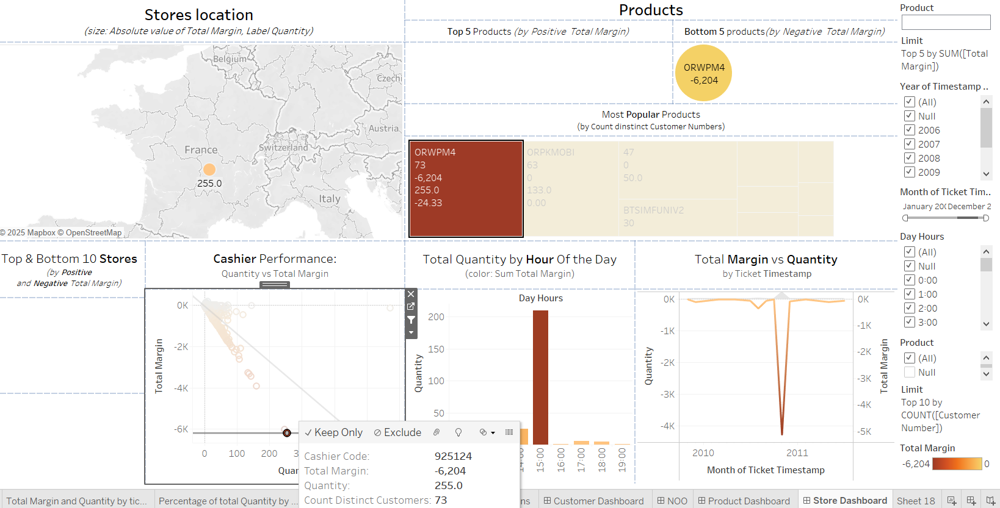 Stores location
(size: Absolute value of Total Margin, Label Quantity)
Belgium
Czechi
Austria
France
Switzerland
255.0
Italy
© 2025 Mapbox © OpenStreetMap
Products
Top 5 Products (by Positive Total Margin)
Bottom 5 products(by Negative Total Margin)
ORWPM4
-6,204
Most Popular Products
(by Count dinstinct Customer Numbers)
ORWPM4
73
-6,204
255.0
-24.33
ORPKMOBI
63
0
133.0
0.00
47
0
50.0
BTSIMFUNIV2
30
Top & Bottom 10 Stores
(by Positive
and Negative Total Margin)
Cashier Performance:
Quantity vs Total Margin
Total Margin
0K
-2K
-4K
-6K
0
100
200
3
Quan
Keep Only
Exclude
Cashier Code: 925124
Total Margin: -6,204
Quantity: 255.0
Count Distinct Customers: 73
Total Quantity by Hour Of the Day
(color: Sum Total Margin)
Day Hours
Quantity
200
150
100
50
15:00
16:00
17:00
18:00
19:00
Total Margin vs Quantity
by Ticket Timestamp
Quantity
0K
-1K
-2K
-3K
-4K
0K
-1K
-2K
-3K
-4K
-5K
Total Margin
2010
2011
Month of Ticket Timestamp
Product
Limit
Top 5 by SUM([Total
Margin])
Year of Timestamp ..
(All)
Null
2006
2007
2008
2009
Month of Ticket Tim..
January 200
December 2
Day Hours
(All)
Null
0:00
1:00
2:00
3:00
Product
(All)
Null
Limit
Top 10 by
COUNT([Customer
Number])
Total Margin
-6,204
0
Total Margin and Quantity by tic...
Percentage of total Quantity by ...
ns
Customer Dashboard
NOO
Product Dashboard
Store Dashboard
Sheet 18